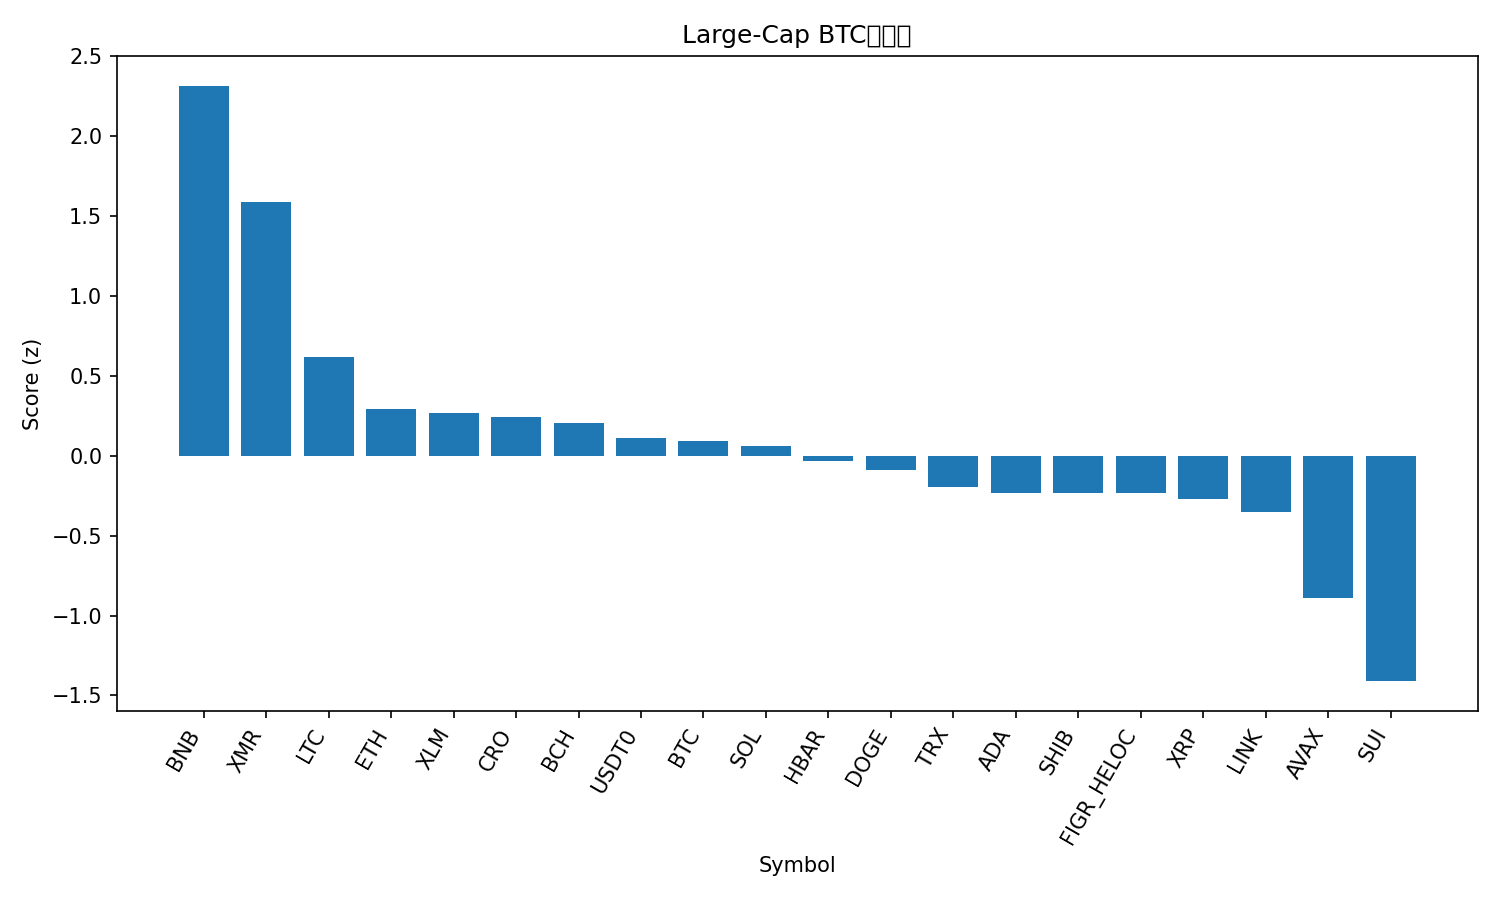 Large-Cap BTC
2.5
2.0
1.5
1.0
0.5
0.0
−0.5
−1.0
−1.5
Score (z)
BNB
XMR
LTC
ETH
XLM
CRO
BCH
USDT0
BTC
SOL
HBAR
DOGE
TRX
ADA
SHIB
FIGR_HELOC
XRP
LINK
AVAX
SUI
Symbol